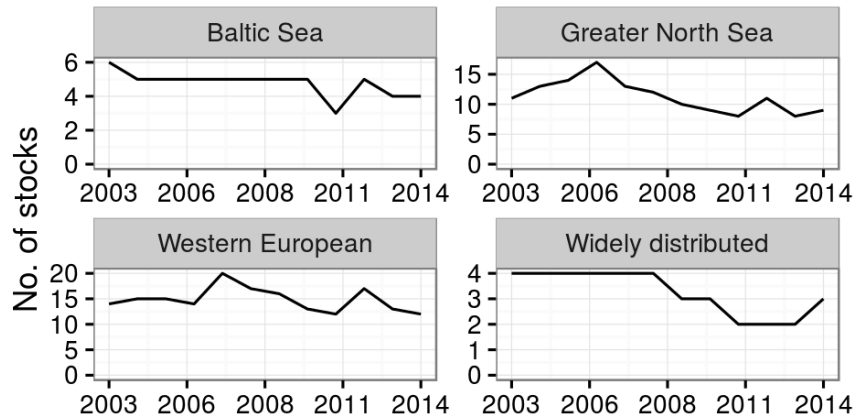 No. of stocks
Baltic Sea
6
4
2
0
2003 2006 2008 2011 2014
Greater North Sea
15
10
5
0
2003 2006 2008 2011 2014
Western European
20
15
10
5
0
2003 2006 2008 2011 2014
Widely distributed
4
3
2
1
0
2003 2006 2008 2011 2014